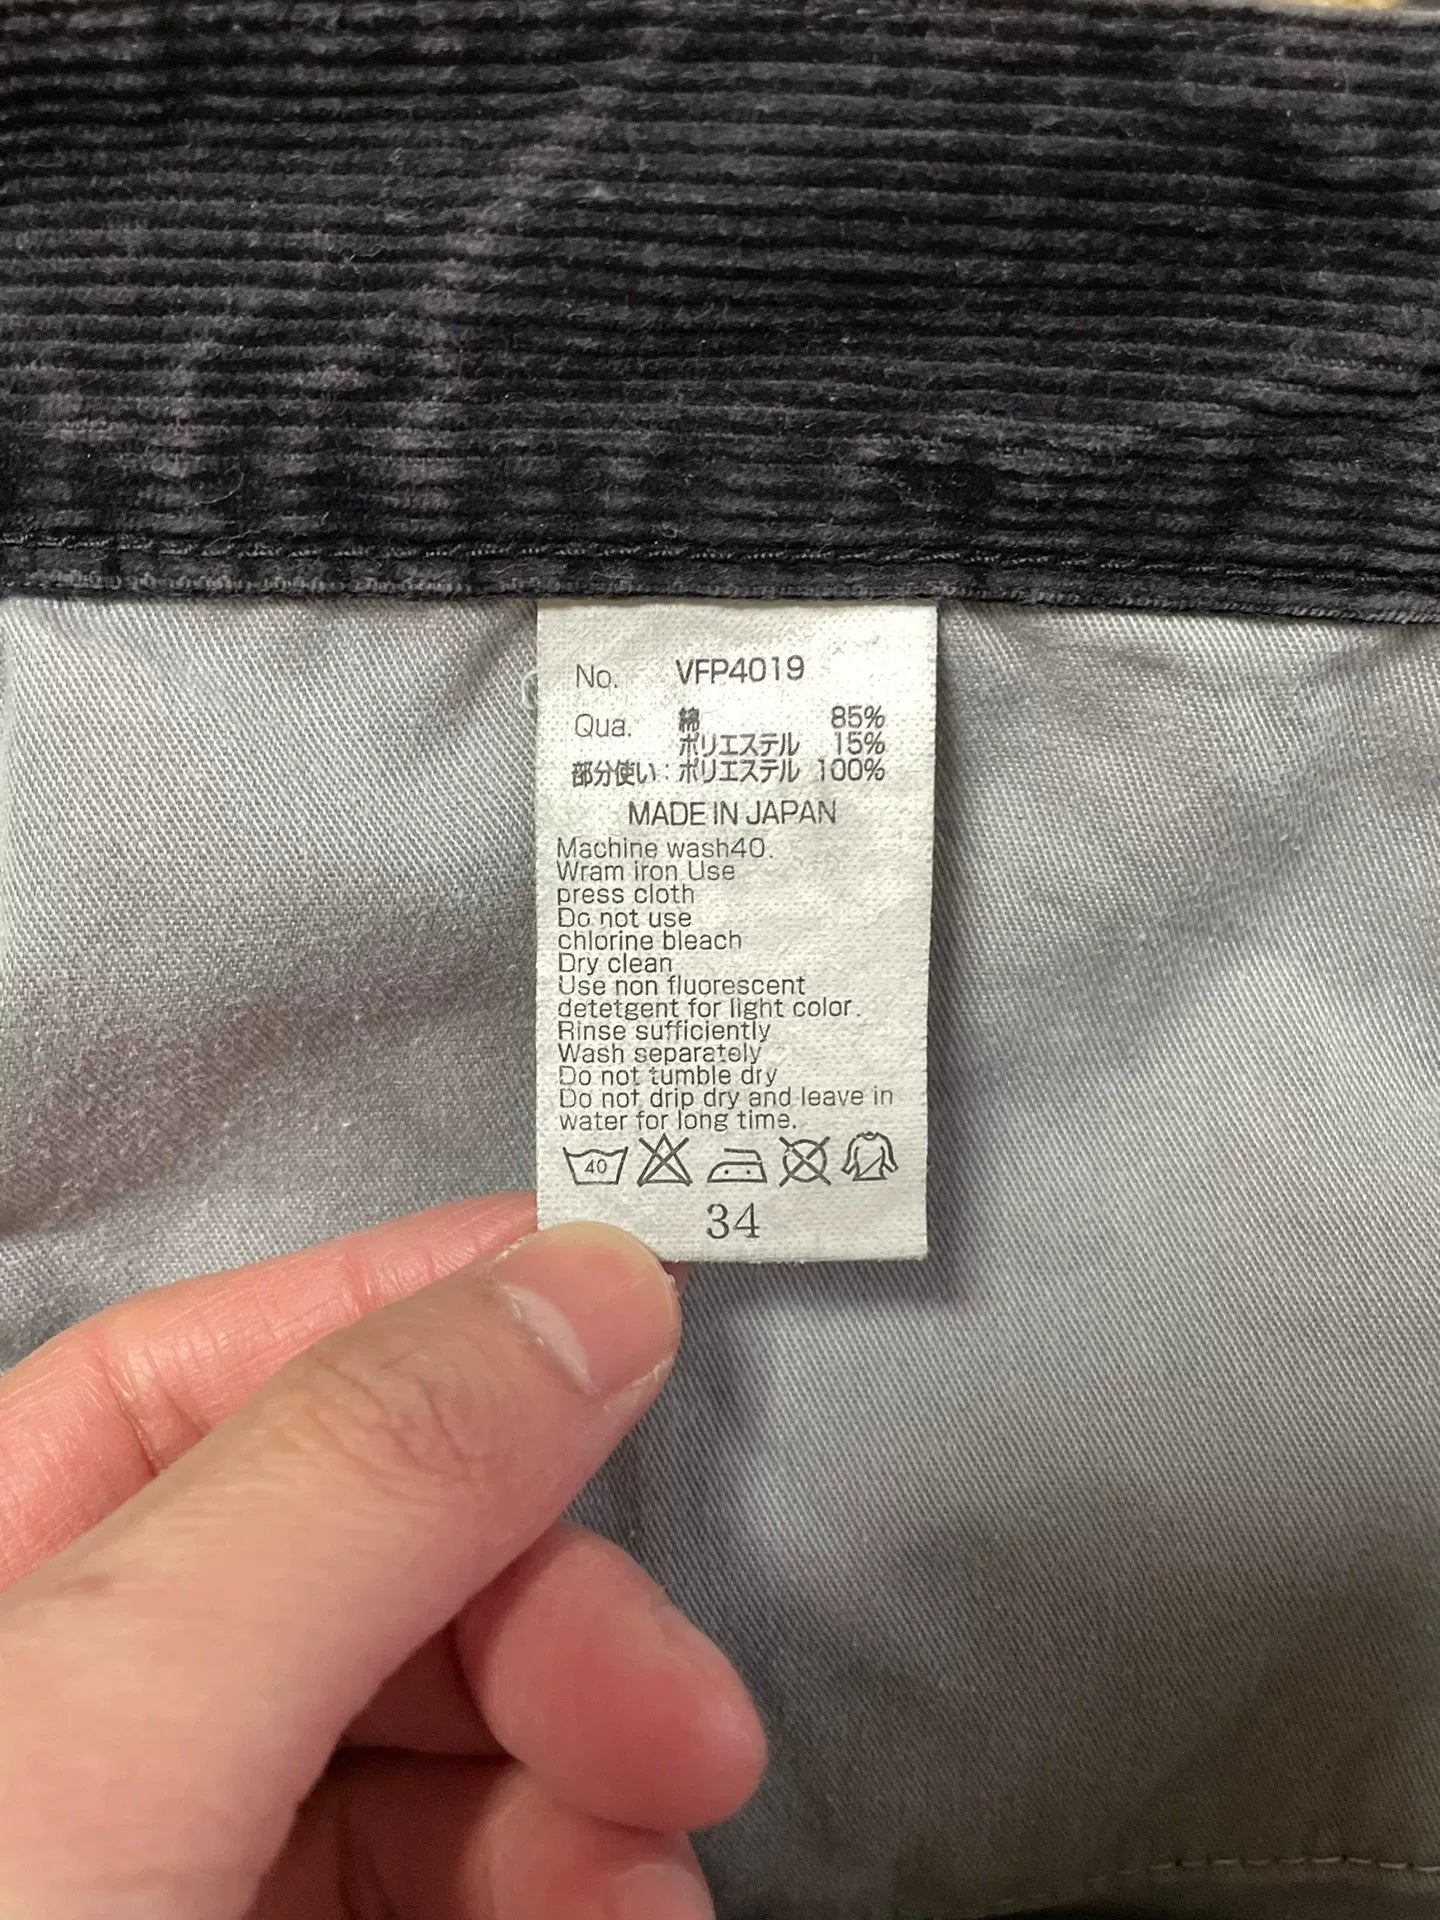 No. VFP4019
Qua. 綿 85%
ポリエステル 15%
部分使い：ポリエステル 100%
MADE IN JAPAN
Machine wash40.
Wram iron Use
press cloth
Do not use
chlorine bleach
Dry clean
Use non fluorescent
detetgent for light color.
Rinse sufficiently
Wash separately
Do not tumble dry
Do not drip dry and leave in
water for long time.
40
34